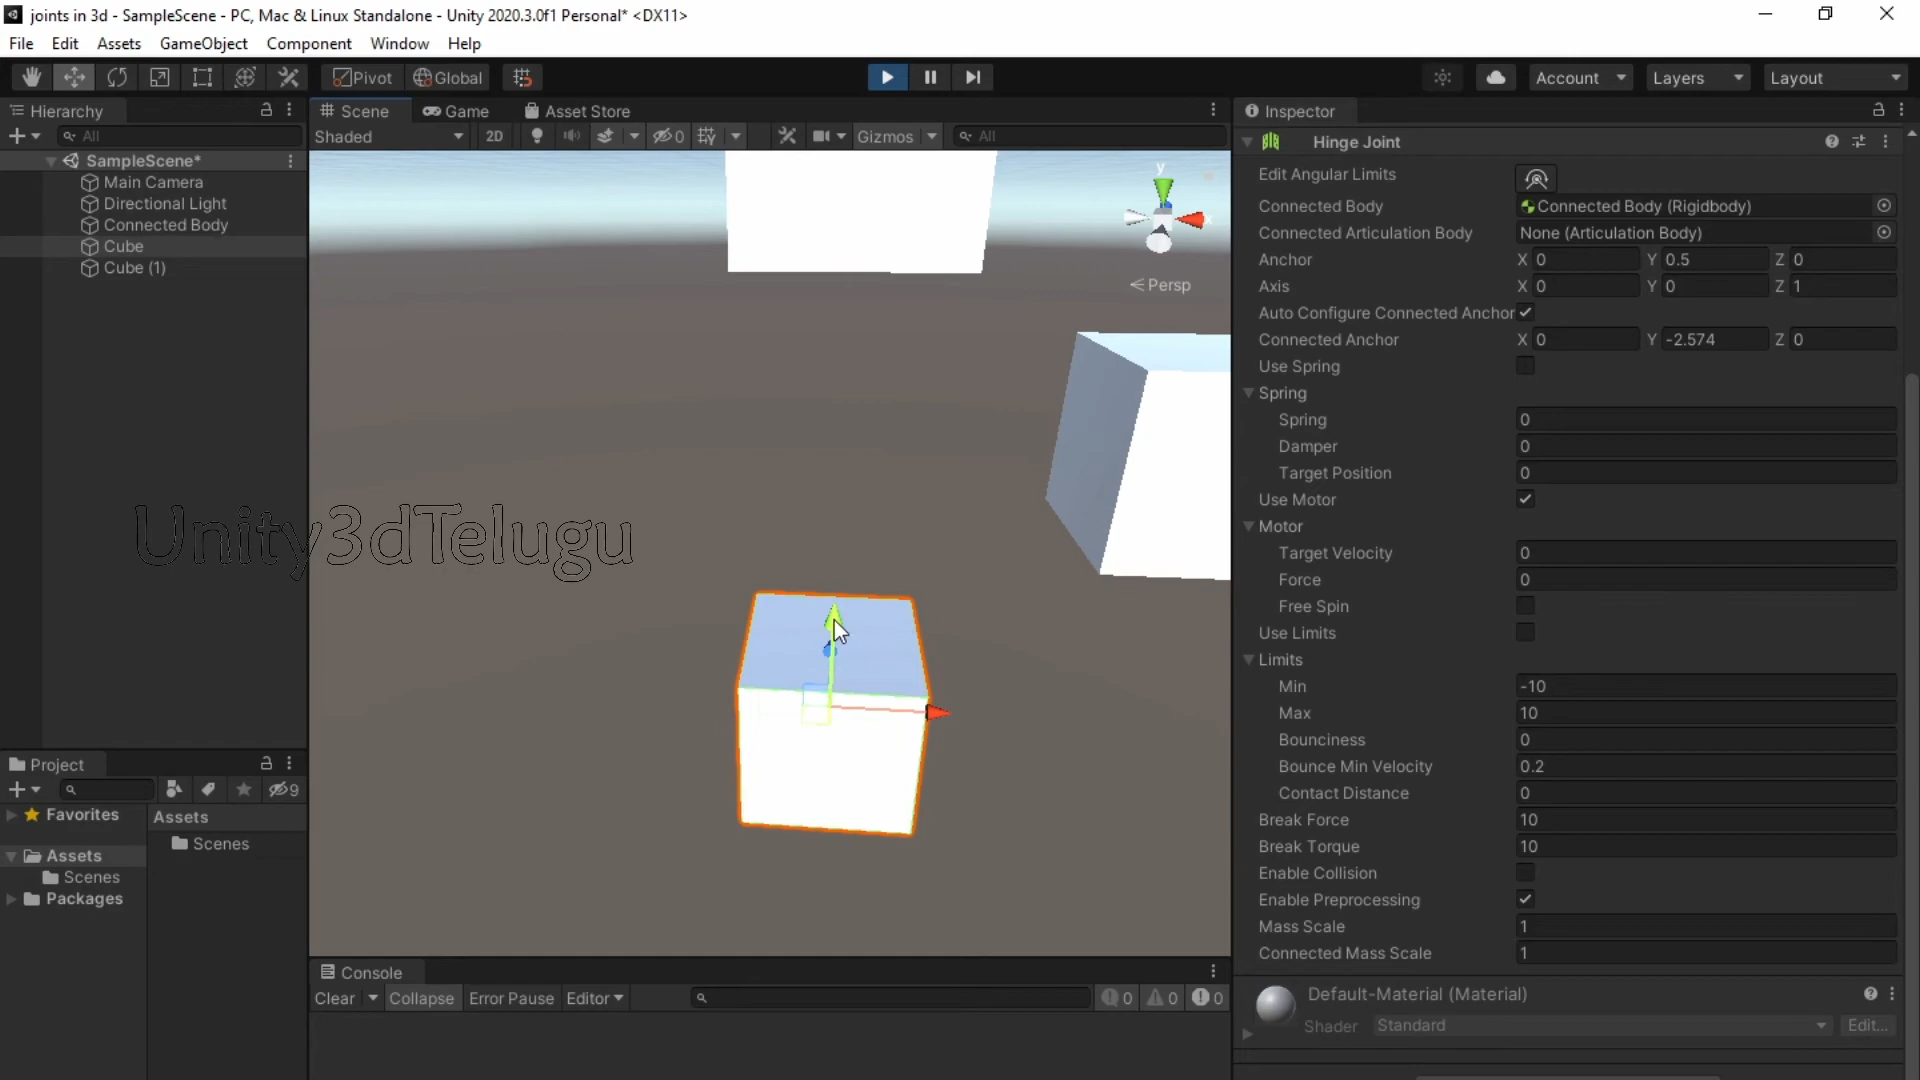 joints in 3d - SampleScene - PC, Mac & Linux Standalone - Unity 2020.3.0f1 Personal* <DX11>
File Edit Assets GameObject Component Window Help
Pivot Global Account Layers Layout
Hierarchy
All
SampleScene*
Main Camera
Directional Light
Connected Body
Cube
Cube (1)
Scene Game Asset Store
Shaded 2D 0 Gizmos All
y
x
Persp
Unity3dTelugu
Inspector
Hinge Joint
Edit Angular Limits
Connected Body Connected Body (Rigidbody)
Connected Articulation Body None (Articulation Body)
Anchor X 0 Y 0.5 Z 0
Axis X 0 Y 0 Z 1
Auto Configure Connected Anchor
Connected Anchor X 0 Y -2.574 Z 0
Use Spring
Spring
Spring 0
Damper 0
Target Position 0
Use Motor
Motor
Target Velocity 0
Force 0
Free Spin
Use Limits
Limits
Min -10
Max 10
Bounciness 0
Bounce Min Velocity 0.2
Contact Distance 0
Break Force 10
Break Torque 10
Enable Collision
Enable Preprocessing
Mass Scale 1
Connected Mass Scale 1
Default-Material (Material)
Shader Standard Edit...
Project
9
Favorites
Assets
Scenes
Packages
Assets
Scenes
Console
Clear Collapse Error Pause Editor 0 0 0